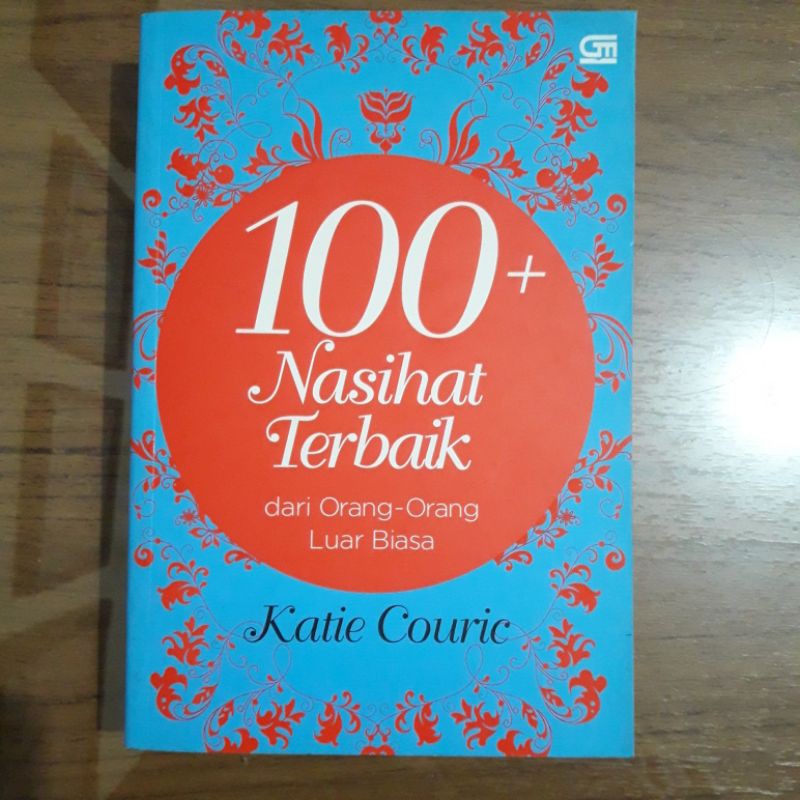 GM
100+
Nasihat
Terbaik
dari Orang-Orang
Luar Biasa
Katie Couric